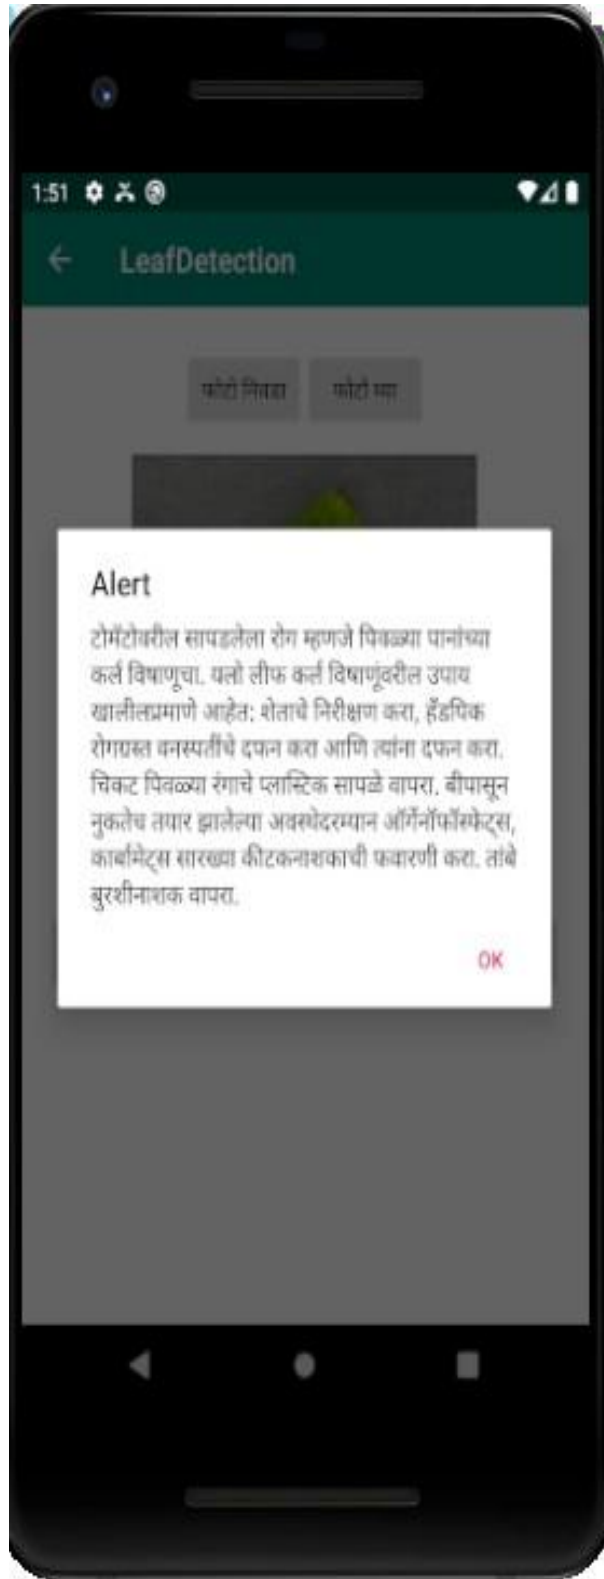 1:51
LeafDetection
फोटो निवडा फोटो घ्या
Alert
टोमॅटोवरील सापडलेला रोग म्हणजे पिवळ्या पानांच्या
कर्ल विषाणूचा. यलो लीफ कर्ल विषाणूंवरील उपाय
खालीलप्रमाणे आहेत: शेताचे निरीक्षण करा, हँडपिक
रोगग्रस्त वनस्पतींचे दफन करा आणि त्यांना दफन करा.
चिकट पिवळ्या रंगाचे प्लास्टिक सापळे वापरा. बीपासून
नुकतेच तयार झालेल्या अवस्थेदरम्यान ऑर्गेनॉफॉस्फेट्स,
कार्बामेट्स सारख्या कीटकनाशकाची फवारणी करा. तांबे
बुरशीनाशक वापरा.
OK